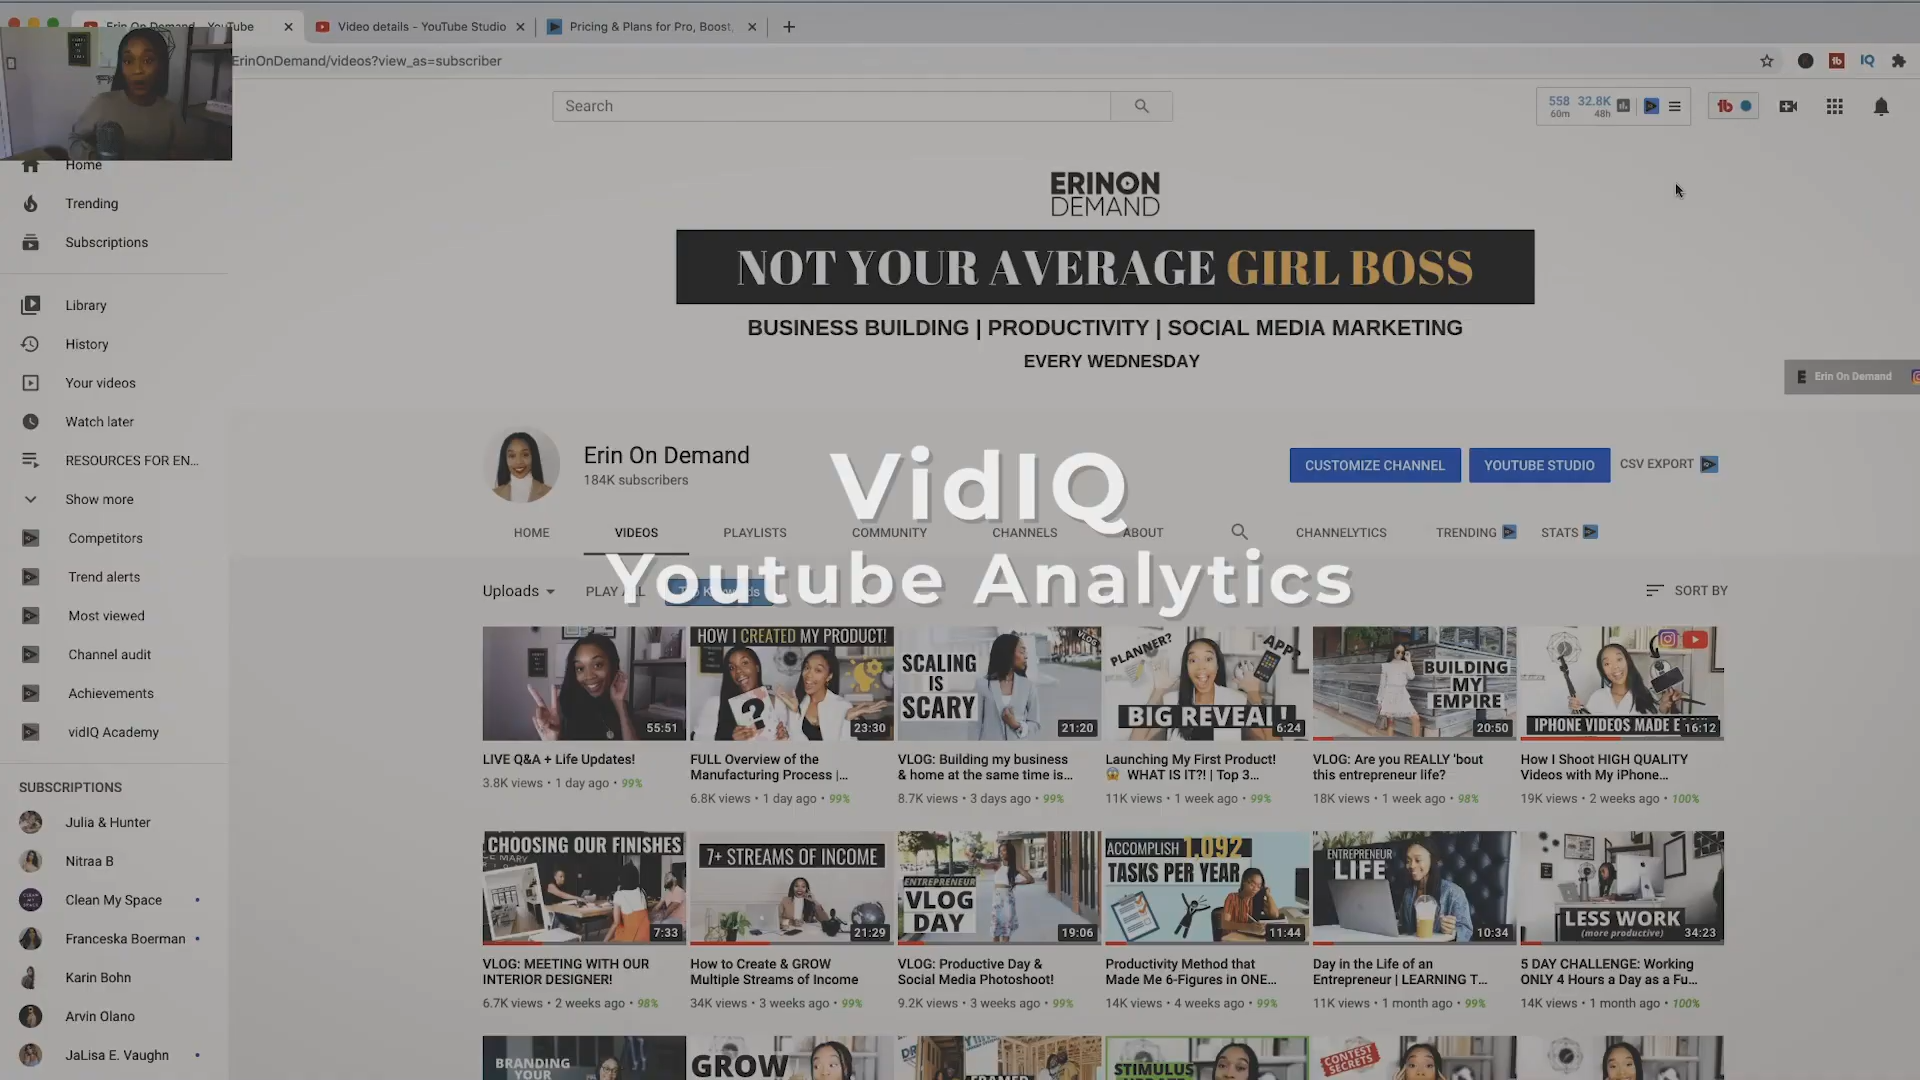 Erin On Demand - YouTube
Video details - YouTube Studio
Pricing & Plans for Pro, Boost,
ErinOnDemand/videos?view_as=subscriber
Search
558 32.8K
60m 48h
ERINON
DEMAND
NOT YOUR AVERAGE GIRL BOSS
BUSINESS BUILDING | PRODUCTIVITY | SOCIAL MEDIA MARKETING
EVERY WEDNESDAY
Erin On Demand
Home
Trending
Subscriptions
Library
History
Your videos
Watch later
RESOURCES FOR EN...
Show more
Competitors
Trend alerts
Most viewed
Channel audit
Achievements
vidIQ Academy
SUBSCRIPTIONS
Julia & Hunter
Nitraa B
Clean My Space
Franceska Boerman
Karin Bohn
Arvin Olano
JaLisa E. Vaughn
Erin On Demand
184K subscribers
CUSTOMIZE CHANNEL
YOUTUBE STUDIO
CSV EXPORT
VidIQ
Youtube Analytics
HOME VIDEOS PLAYLISTS COMMUNITY CHANNELS ABOUT CHANNELYTICS TRENDING STATS
Uploads PLAY ALL
SORT BY
55:51
HOW I CREATED MY PRODUCT!
23:30
SCALING
IS
SCARY
VLOG
21:20
PLANNER?
APP?
BIG REVEAL!
6:24
BUILDING
MY
EMPIRE
20:50
IPHONE VIDEOS MADE E
16:12
LIVE Q&A + Life Updates!
3.8K views • 1 day ago • 99%
FULL Overview of the
Manufacturing Process |...
6.8K views • 1 day ago • 99%
VLOG: Building my business
& home at the same time is...
8.7K views • 3 days ago • 99%
Launching My First Product!
😱 WHAT IS IT?! | Top 3...
11K views • 1 week ago • 99%
VLOG: Are you REALLY 'bout
this entrepreneur life?
18K views • 1 week ago • 98%
How I Shoot HIGH QUALITY
Videos with My iPhone...
19K views • 2 weeks ago • 100%
CHOOSING OUR FINISHES
7:33
7+ STREAMS OF INCOME
21:29
ENTREPRENEUR
VLOG
DAY
19:06
ACCOMPLISH 1,092
TASKS PER YEAR
11:44
ENTREPRENEUR
LIFE
10:34
LESS WORK
(more productive)
34:23
VLOG: MEETING WITH OUR
INTERIOR DESIGNER!
6.7K views • 2 weeks ago • 98%
How to Create & GROW
Multiple Streams of Income
34K views • 3 weeks ago • 99%
VLOG: Productive Day &
Social Media Photoshoot!
9.2K views • 3 weeks ago • 99%
Productivity Method that
Made Me 6-Figures in ONE...
14K views • 4 weeks ago • 99%
Day in the Life of an
Entrepreneur | LEARNING T...
11K views • 1 month ago • 99%
5 DAY CHALLENGE: Working
ONLY 4 Hours a Day as a Fu...
14K views • 1 month ago • 100%
BRANDING
YOUR
GROW
FRAMED
STIMULUS
CONTEST
SECRETS